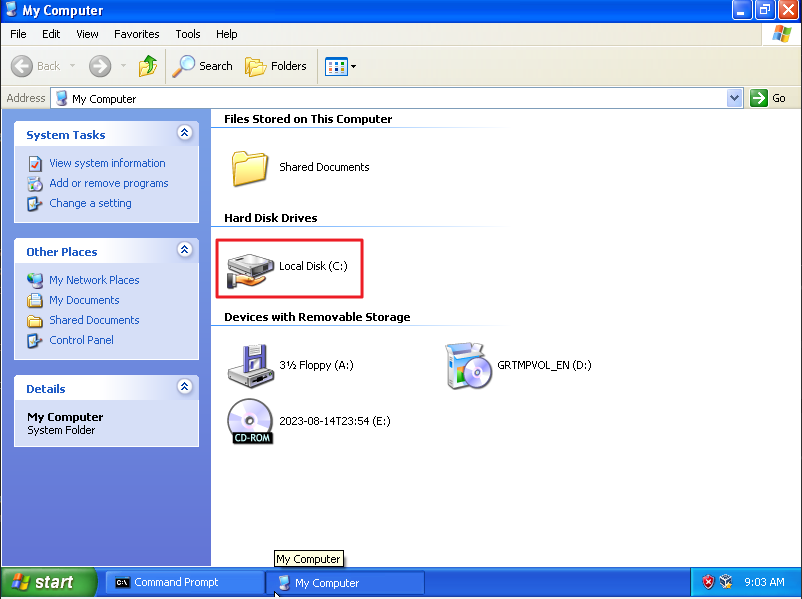 My Computer
File Edit View Favorites Tools Help
Back Search Folders
Address My Computer Go
System Tasks
View system information
Add or remove programs
Change a setting
Other Places
My Network Places
My Documents
Shared Documents
Control Panel
Details
My Computer
System Folder
Files Stored on This Computer
Shared Documents
Hard Disk Drives
Local Disk (C:)
Devices with Removable Storage
3½ Floppy (A:)
GRTMPVOL_EN (D:)
CD-ROM
2023-08-14T23:54 (E:)
My Computer
start C:\ Command Prompt My Computer 9:03 AM